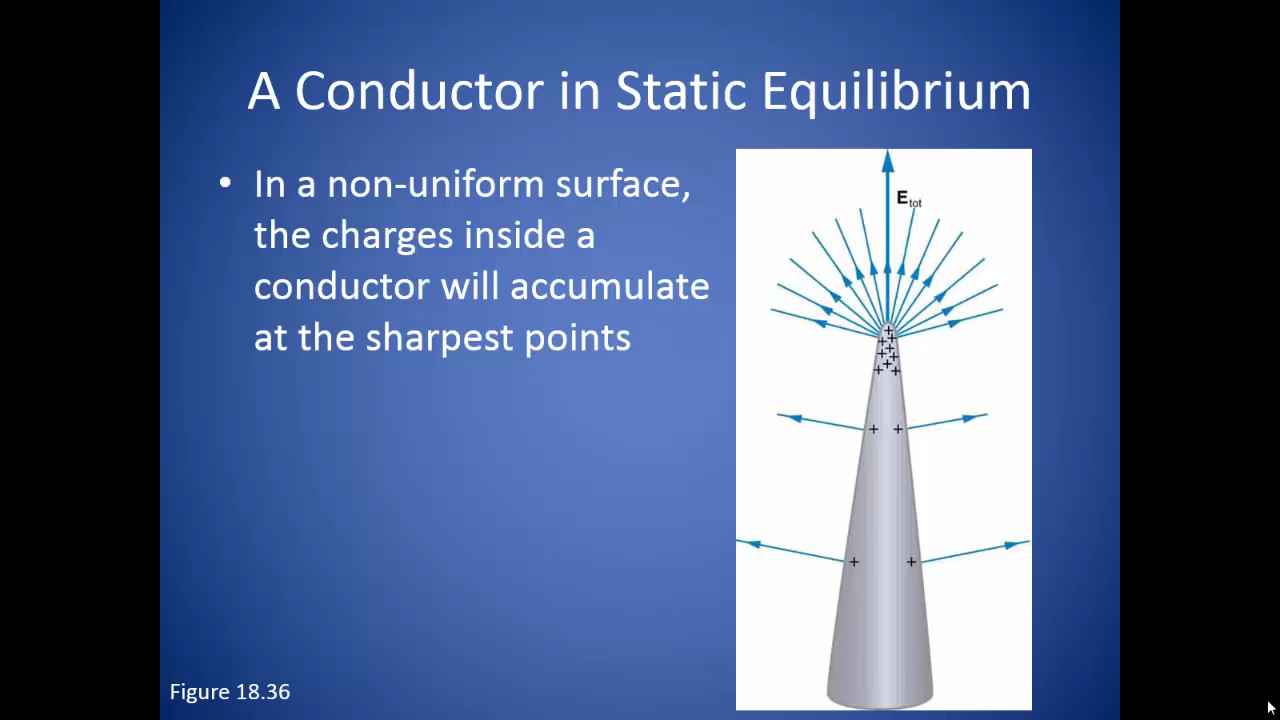 A Conductor in Static Equilibrium
• In a non-uniform surface,
the charges inside a
conductor will accumulate
at the sharpest points
E tot
+ + + + + + + + + +
+ +
+ +
Figure 18.36